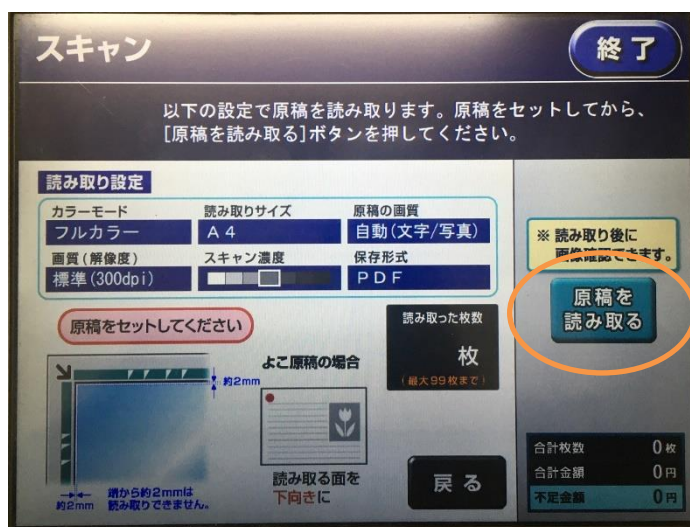 スキャン
終了
以下の設定で原稿を読み取ります。原稿をセットしてから、
[原稿を読み取る]ボタンを押してください。
読み取り設定
カラーモード
フルカラー
読み取りサイズ
A4
原稿の画質
自動(文字/写真)
画質(解像度)
標準(300dpi)
スキャン濃度
保存形式
PDF
※ 読み取り後に
画像確認できます。
原稿を
読み取る
原稿をセットしてください
約2mm
約2mm
端から約2mmは
読み取りできません。
よこ原稿の場合
読み取る面を
下向きに
読み取った枚数
枚
(最大99枚まで)
戻る
合計枚数 0枚
合計金額 0円
不足金額 0円